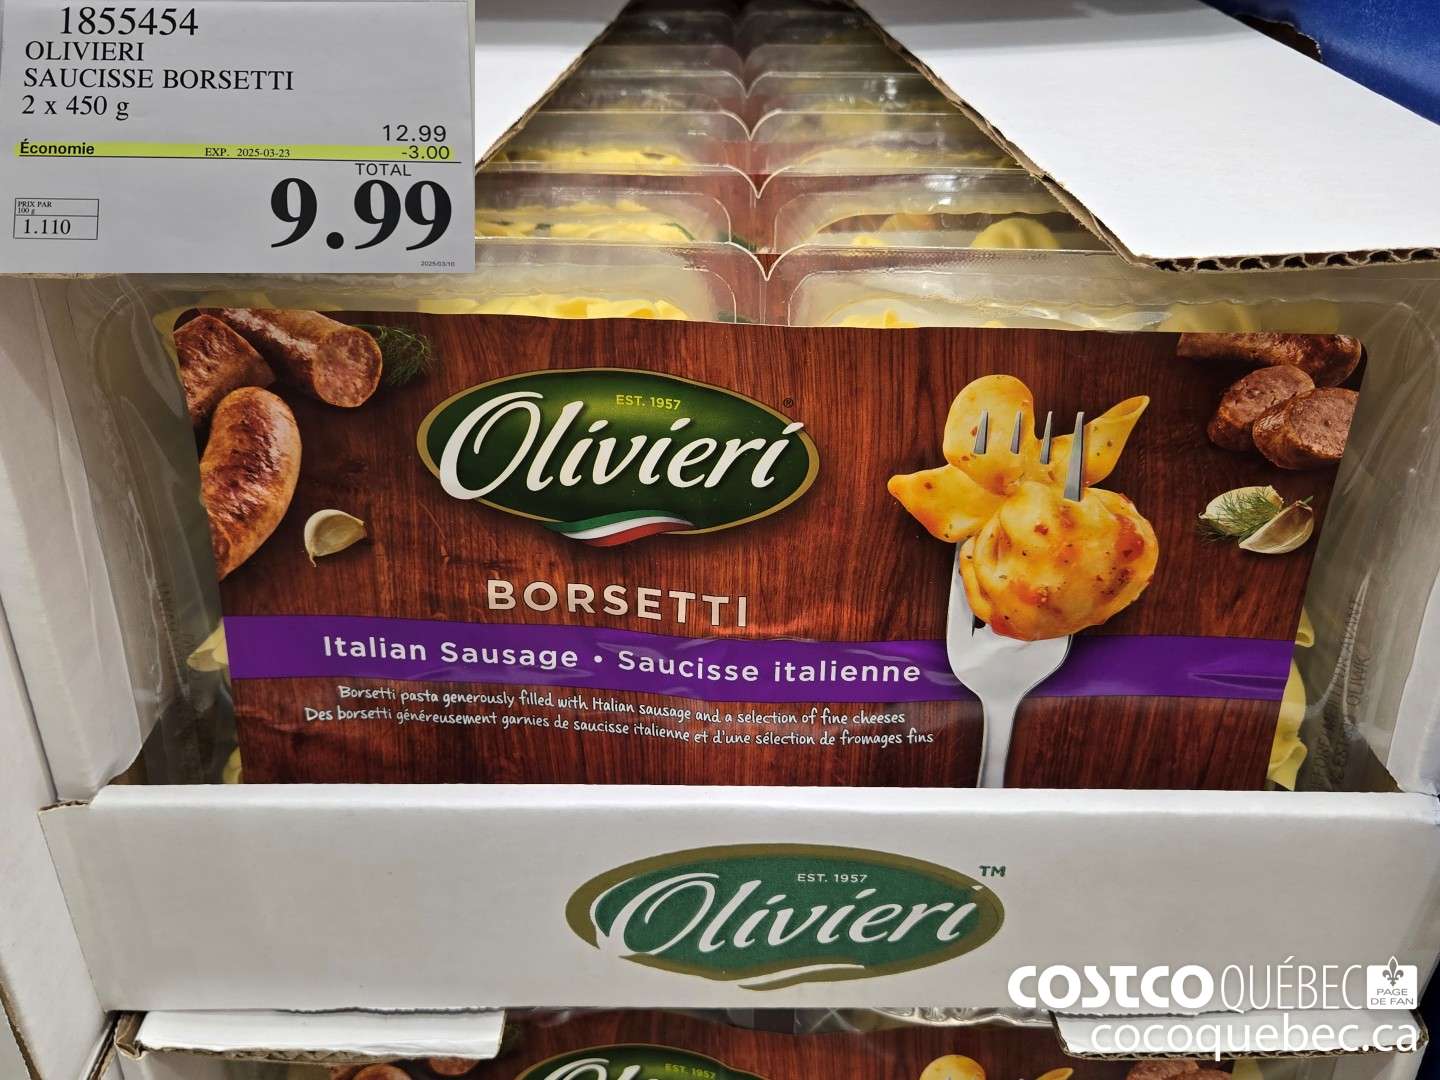 1855454
OLIVIERI
SAUCISSE BORSETTI
2 x 450 g
12.99
Économie EXP. 2025-03-23 -3.00
TOTAL
9.99
PRIX PAR
100 g
1.110
2025/03/10
EST. 1957
Olivieri®
BORSETTI
Italian Sausage • Saucisse italienne
Borsetti pasta generously filled with Italian sausage and a selection of fine cheeses
Des borsetti généreusement garnies de saucisse italienne et d'une sélection de fromages fins
EST. 1957
Olivieri™
COSTCO QUÉBEC PAGE
DE FAN
cocoquebec.ca
EST. 1957
Olivieri